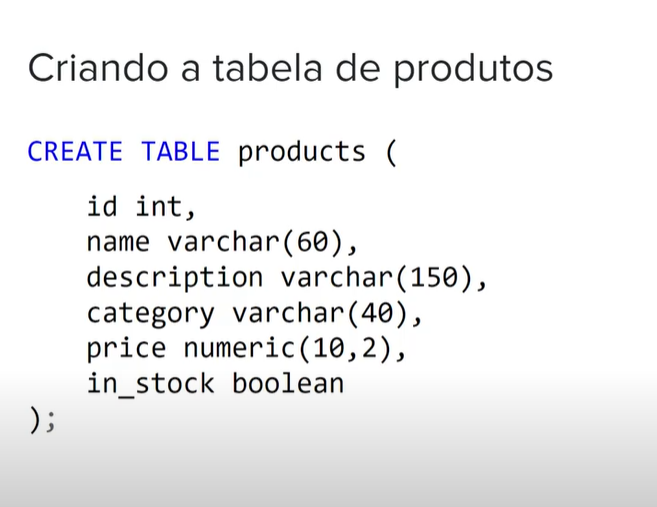 Criando a tabela de produtos
CREATE TABLE products (
id int,
name varchar(60),
description varchar(150),
category varchar(40),
price numeric(10,2),
in_stock boolean
);